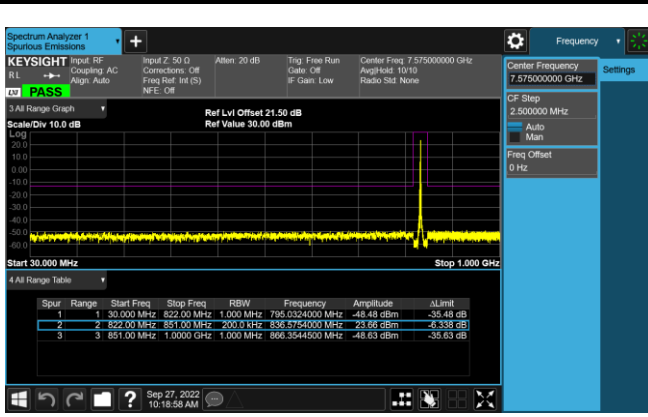 Spectrum Analyzer 1
Spurious Emissions
+
Frequency
KEYSIGHT
RL
LXI
PASS
Input: RF
Coupling: AC
Align: Auto
Input Z: 50 Ω
Corrections: Off
Freq Ref: Int (S)
NFE: Off
Atten: 20 dB
Trig: Free Run
Gate: Off
IF Gain: Low
Center Freq: 7.575000000 GHz
Avg|Hold: 10/10
Radio Std: None
Center Frequency
7.575000000 GHz
Settings
CF Step
2.500000 MHz
Auto
Man
Freq Offset
0 Hz
3 All Range Graph
Scale/Div 10.0 dB
Ref Lvl Offset 21.50 dB
Ref Value 30.00 dBm
Log
20.0
10.0
0.00
-10.0
-20.0
-30.0
-40.0
-50.0
-60.0
Start 30.000 MHz
Stop 1.000 GHz
4 All Range Table
Spur Range Start Freq Stop Freq RBW Frequency Amplitude ΔLimit
1 1 30.000 MHz 822.00 MHz 1.000 MHz 795.0324000 MHz -48.48 dBm -35.48 dB
2 2 822.00 MHz 851.00 MHz 200.0 kHz 836.5754000 MHz 23.66 dBm -6.338 dB
3 3 851.00 MHz 1.0000 GHz 1.000 MHz 866.3544500 MHz -48.63 dBm -35.63 dB
?
Sep 27, 2022
10:18:58 AM